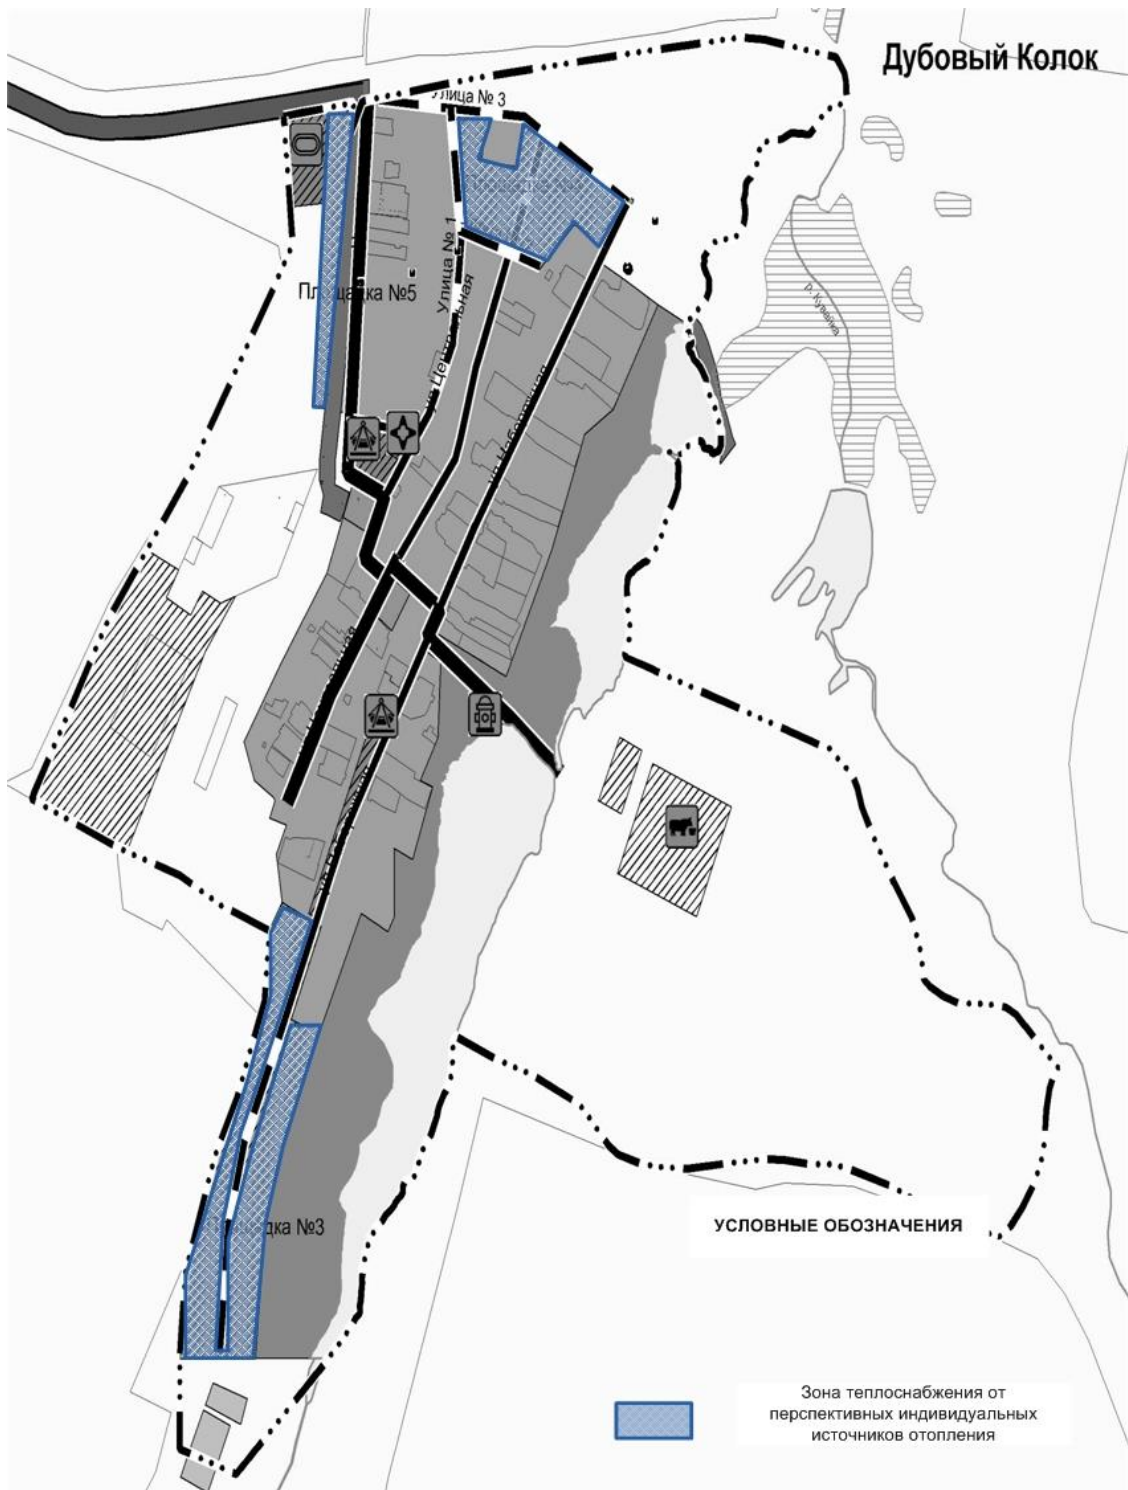 Дубовый Колок
Улица № 3
Улица № 1
ул Центральная
Площадка №5
р. Кувайка
ул Набережная
УСЛОВНЫЕ ОБОЗНАЧЕНИЯ
дка №3
Зона теплоснабжения от
перспективных индивидуальных
источников отопления